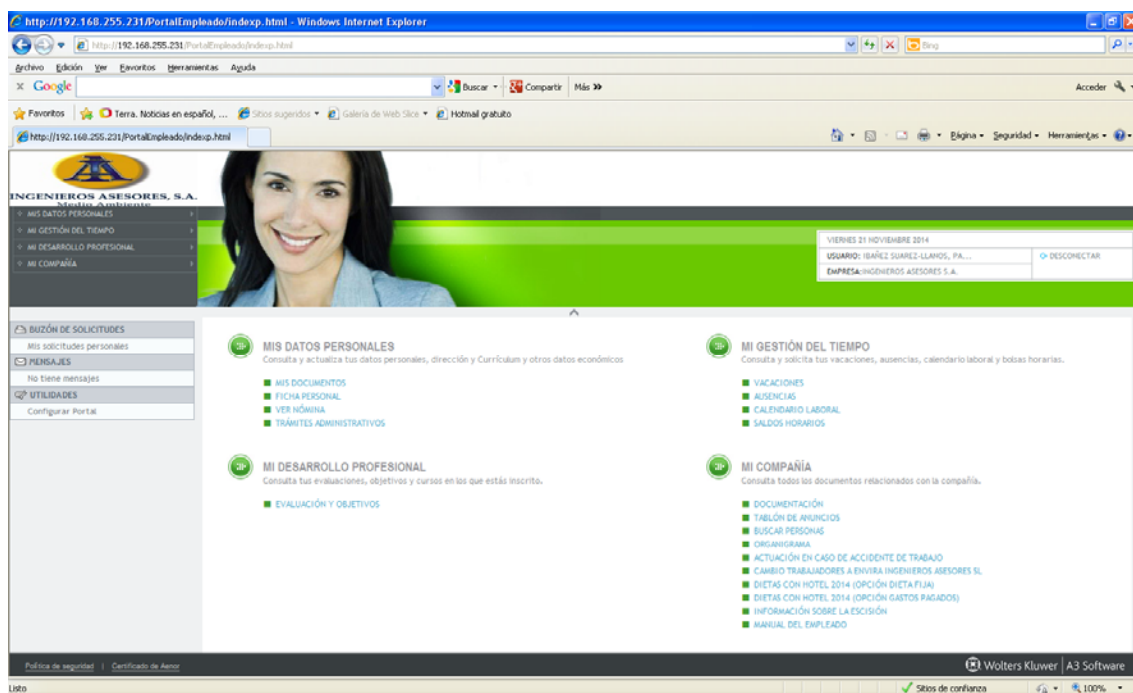 http://192.168.255.231/PortalEmpleado/indexp.html - Windows Internet Explorer
http://192.168.255.231/PortalEmpleado/indexp.html
Bing
Archivo Edición Ver Favoritos Herramientas Ayuda
Google
Buscar Compartir Más
Acceder
Favoritos Terra. Noticias en español, ... Sitios sugeridos Galería de Web Slice Hotmail gratuito
http://192.168.255.231/PortalEmpleado/indexp.html
Página Seguridad Herramientas
INGENIEROS ASESORES, S.A.
Medio Ambiente
MIS DATOS PERSONALES
MI GESTIÓN DEL TIEMPO
MI DESARROLLO PROFESIONAL
MI COMPAÑÍA
VIERNES 21 NOVIEMBRE 2014
USUARIO: IBAÑEZ SUAREZ-LLANOS, PA...
DESCONECTAR
EMPRESA:INGENIEROS ASESORES S.A.
BUZÓN DE SOLICITUDES
Mis solicitudes personales
MENSAJES
No tiene mensajes
UTILIDADES
Configurar Portal
MIS DATOS PERSONALES
Consulta y actualiza tus datos personales, dirección y Currículum y otros datos económicos
MIS DOCUMENTOS
FICHA PERSONAL
VER NÓMINA
TRÁMITES ADMINISTRATIVOS
MI GESTIÓN DEL TIEMPO
Consulta y solicita tus vacaciones, ausencias, calendario laboral y bolsas horarias.
VACACIONES
AUSENCIAS
CALENDARIO LABORAL
SALDOS HORARIOS
MI DESARROLLO PROFESIONAL
Consulta tus evaluaciones, objetivos y cursos en los que estás inscrito.
EVALUACIÓN Y OBJETIVOS
MI COMPAÑÍA
Consulta todos los documentos relacionados con la compañía.
DOCUMENTACIÓN
TABLÓN DE ANUNCIOS
BUSCAR PERSONAS
ORGANIGRAMA
ACTUACIÓN EN CASO DE ACCIDENTE DE TRABAJO
CAMBIO TRABAJADORES A ENVIRA INGENIEROS ASESORES SL
DIETAS CON HOTEL 2014 (OPCIÓN DIETA FIJA)
DIETAS CON HOTEL 2014 (OPCIÓN GASTOS PAGADOS)
INFORMACIÓN SOBRE LA ESCISIÓN
MANUAL DEL EMPLEADO
Política de seguridad | Certificado de Aenor
Wolters Kluwer | A3 Software
Listo
Sitios de confianza
100%